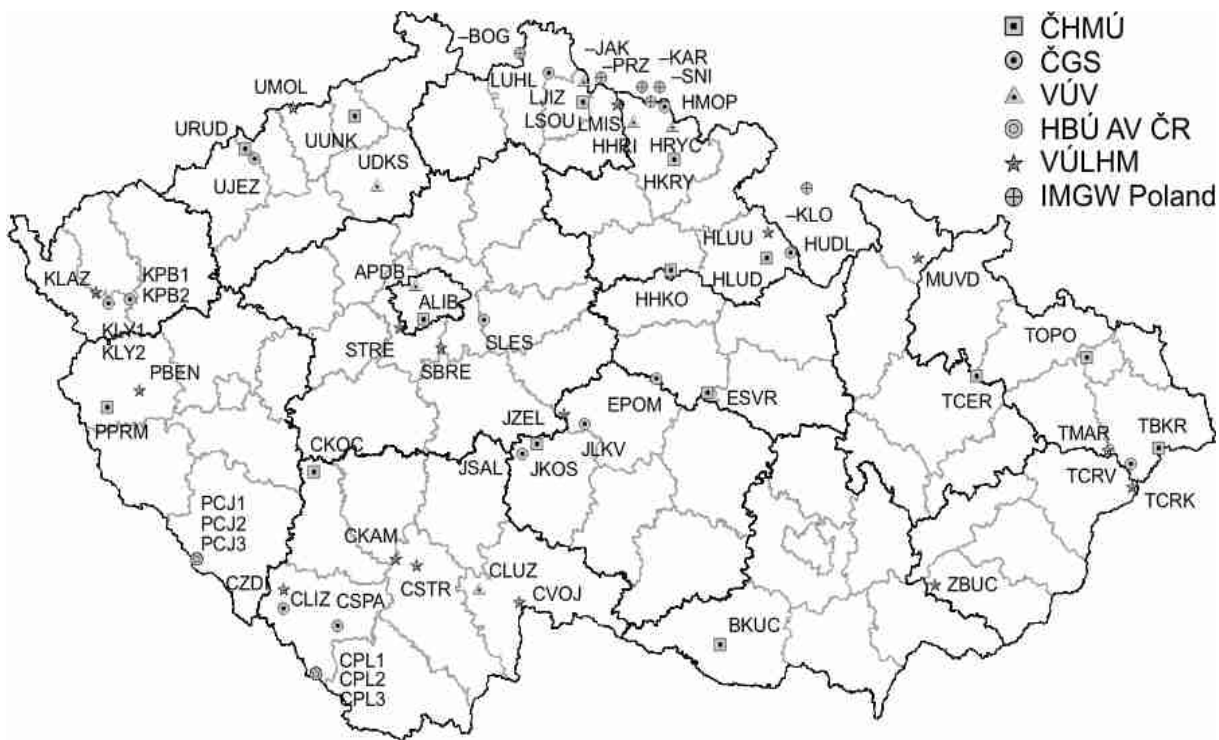 ČHMÚ
ČGS
VÚV
HBÚ AV ČR
VÚLHM
IMGW Poland
–BOG
–JAK
–PRZ
–KAR
–SNI
LUHL
LJIZ
LSOU
LMIS
HMOP
HHRI
HRYC
HKRY
UMOL
URUD
UUNK
UJEZ
UDKS
–KLO
HLUU
HUDL
HLUD
HHKO
MUVD
KLAZ
KPB1
KPB2
KLY1
KLY2
APDB
ALIB
STRE
SLES
SBRE
TOPO
TCER
TBKR
TMAR
TCRV
TCRK
PBEN
PPRM
JZEL
EPOM
ESVR
CKOC
JSAL
JKOS
JLKV
PCJ1
PCJ2
PCJ3
CKAM
CSTR
CLUZ
CVOJ
ZBUC
CZDI
CLIZ
CSPA
BKUC
CPL1
CPL2
CPL3